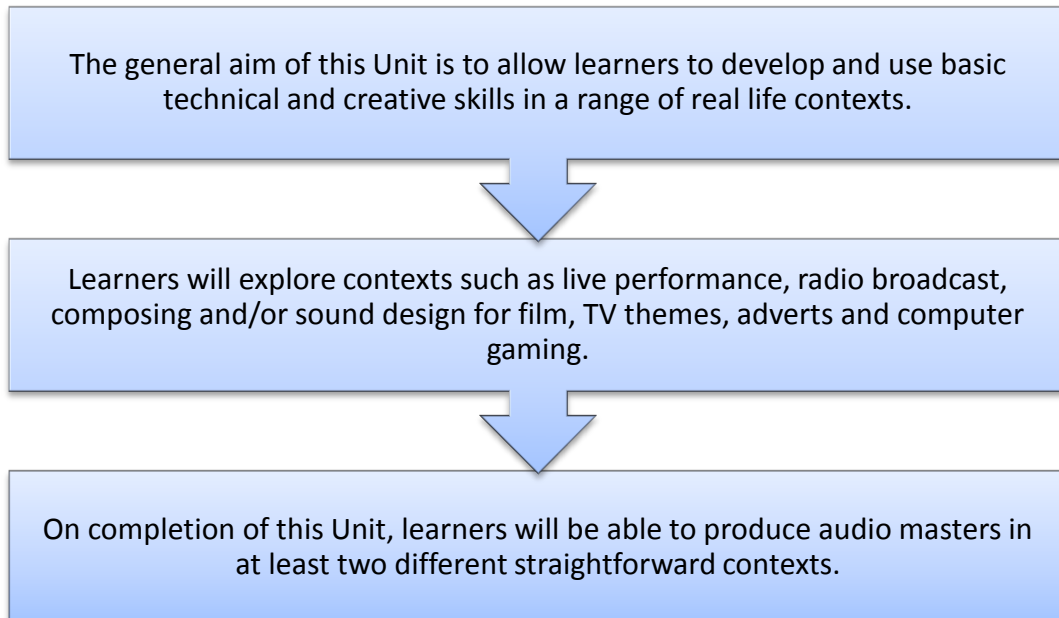 The general aim of this Unit is to allow learners to develop and use basic
technical and creative skills in a range of real life contexts.
Learners will explore contexts such as live performance, radio broadcast,
composing and/or sound design for film, TV themes, adverts and computer
gaming.
On completion of this Unit, learners will be able to produce audio masters in
at least two different straightforward contexts.